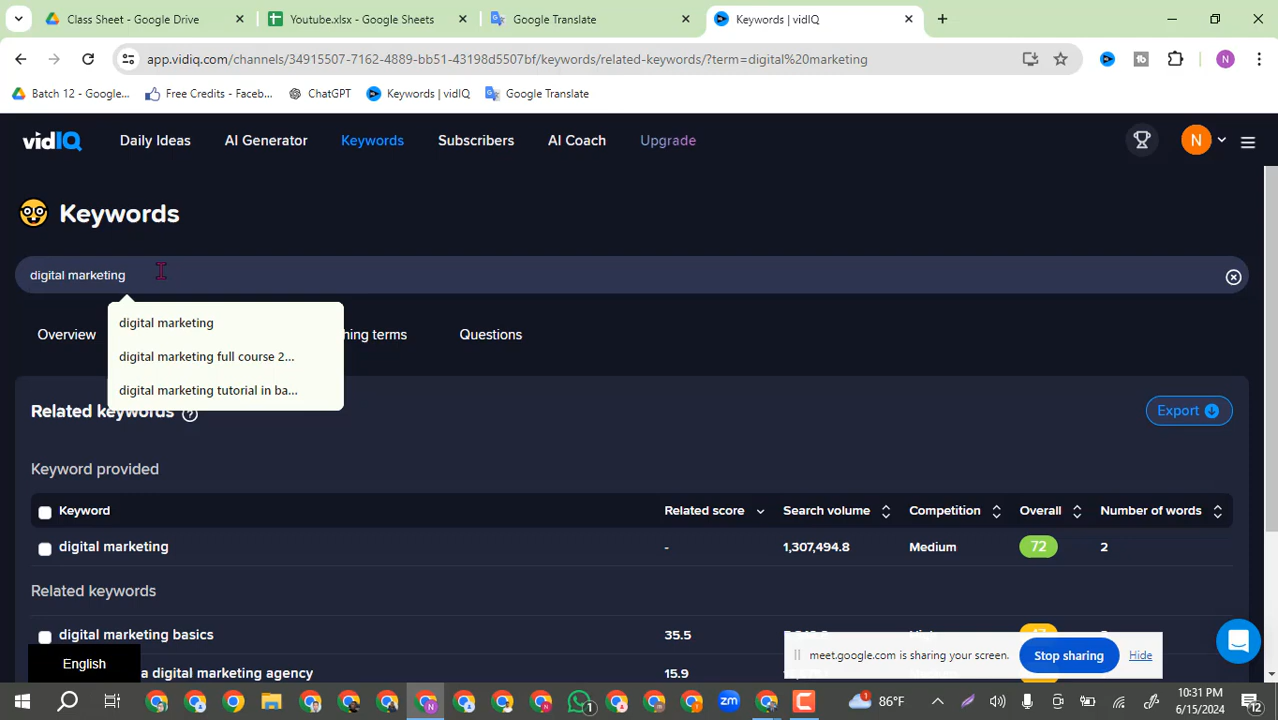 Class Sheet - Google Drive
Youtube.xlsx - Google Sheets
Google Translate
Keywords | vidIQ
app.vidiq.com/channels/34915507-7162-4889-bb51-43198d5507bf/keywords/related-keywords/?term=digital%20marketing
N
Batch 12 - Google...
Free Credits - Faceb...
ChatGPT
Keywords | vidIQ
Google Translate
vidIQ
Daily Ideas
AI Generator
Keywords
Subscribers
AI Coach
Upgrade
N
Keywords
digital marketing
digital marketing
digital marketing full course 2...
digital marketing tutorial in ba...
Overview
Questions
Related keywords
Export
Keyword provided
Keyword Related score Search volume Competition Overall Number of words
digital marketing - 1,307,494.8 Medium 72 2
Related keywords
digital marketing basics 35.5
a digital marketing agency 15.9
English
meet.google.com is sharing your screen.
Stop sharing
Hide
86°F
10:31 PM
6/15/2024